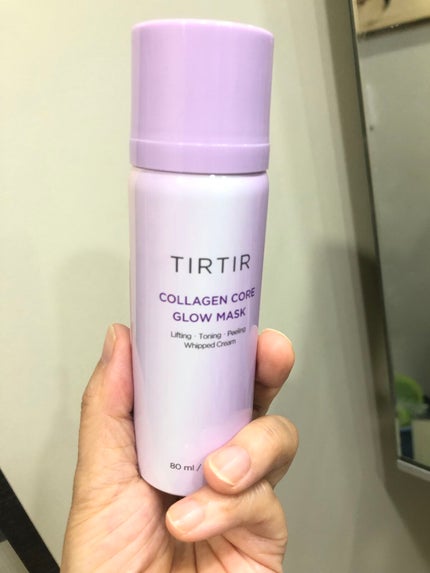 TIRTIR
COLLAGEN CORE
GLOW MASK
Lifting · Toning · Peeling
Whipped Cream
80 ml /